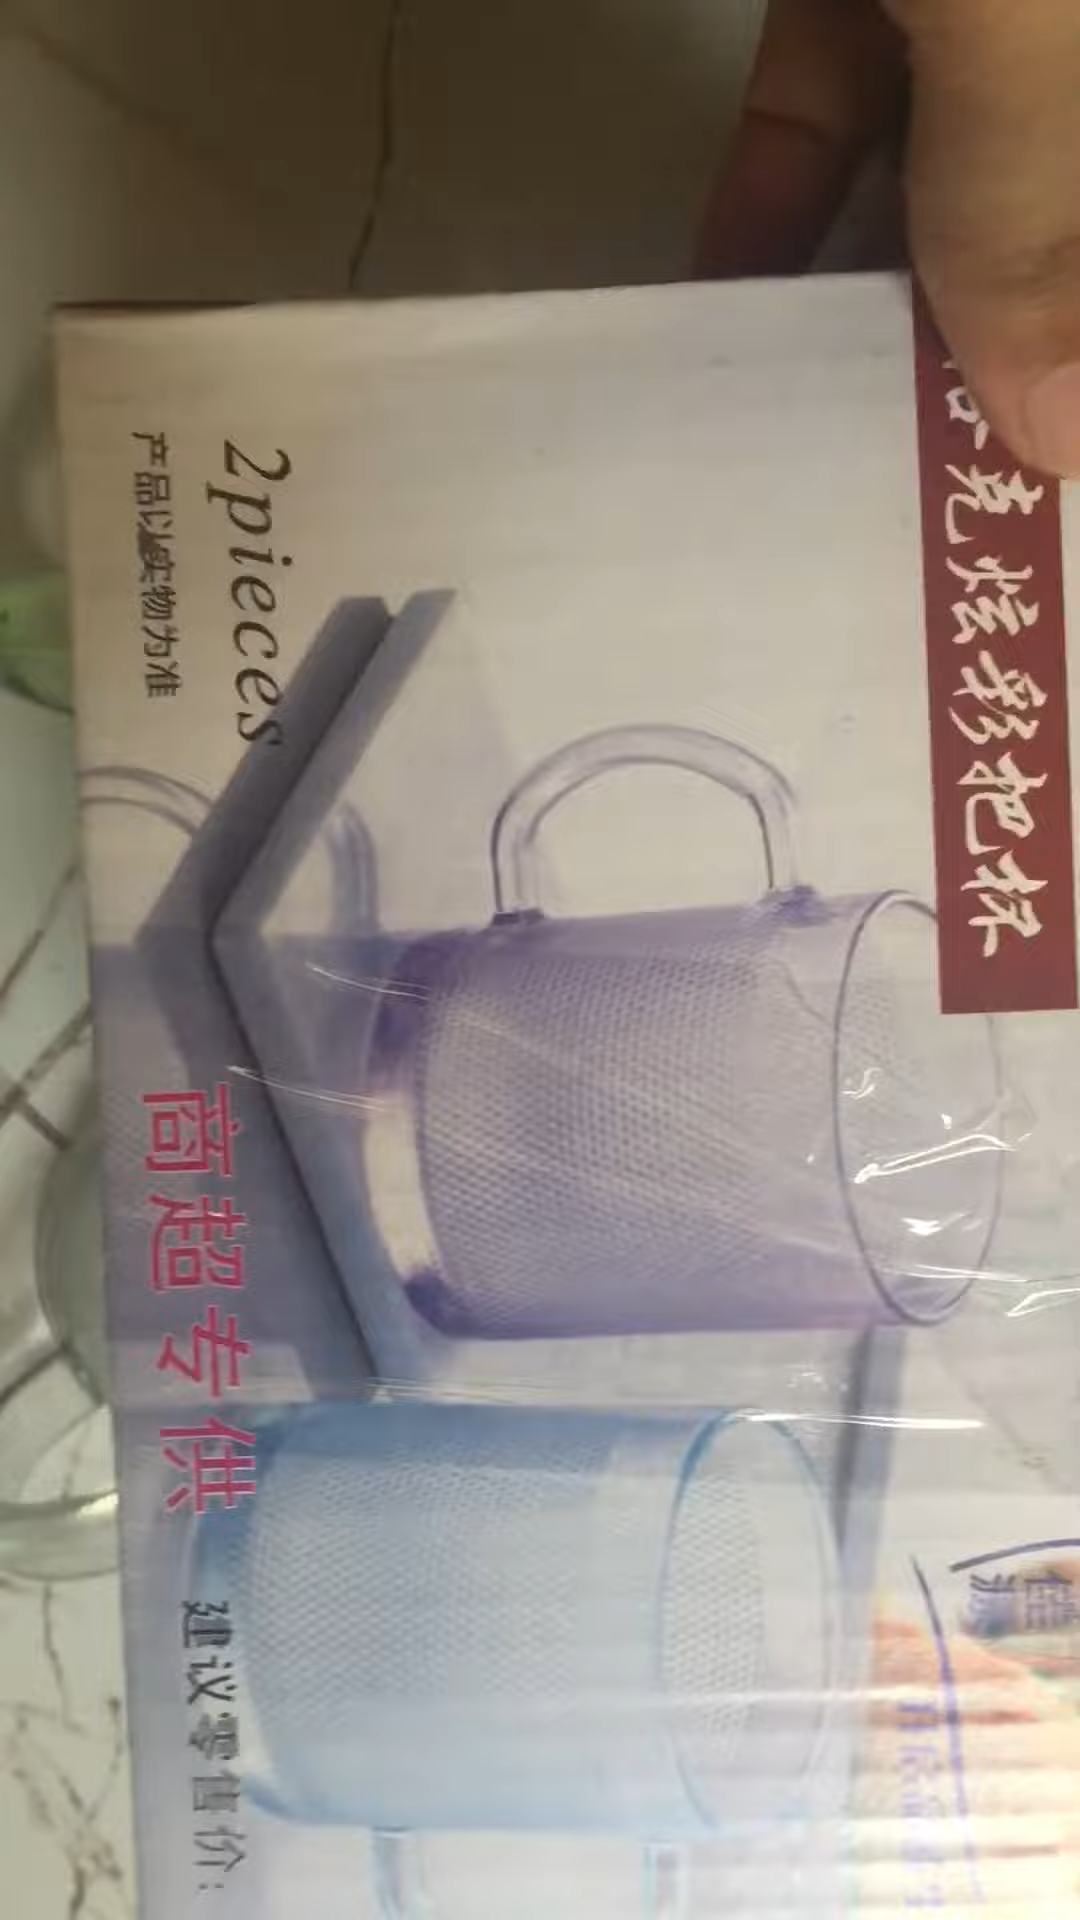 克炫彩把杯
2pieces
产品以实物为准
商超专供
建议零售价：